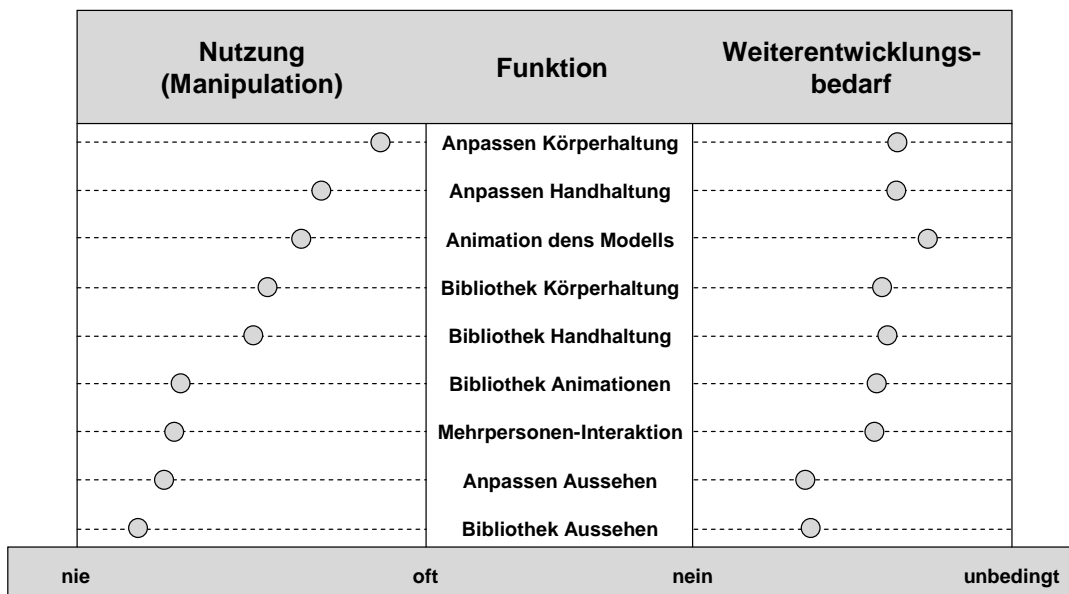 Nutzung
(Manipulation)
Funktion
Weiterentwicklungs-
bedarf
Anpassen Körperhaltung
Anpassen Handhaltung
Animation dens Modells
Bibliothek Körperhaltung
Bibliothek Handhaltung
Bibliothek Animationen
Mehrpersonen-Interaktion
Anpassen Aussehen
Bibliothek Aussehen
nie
oft
nein
unbedingt